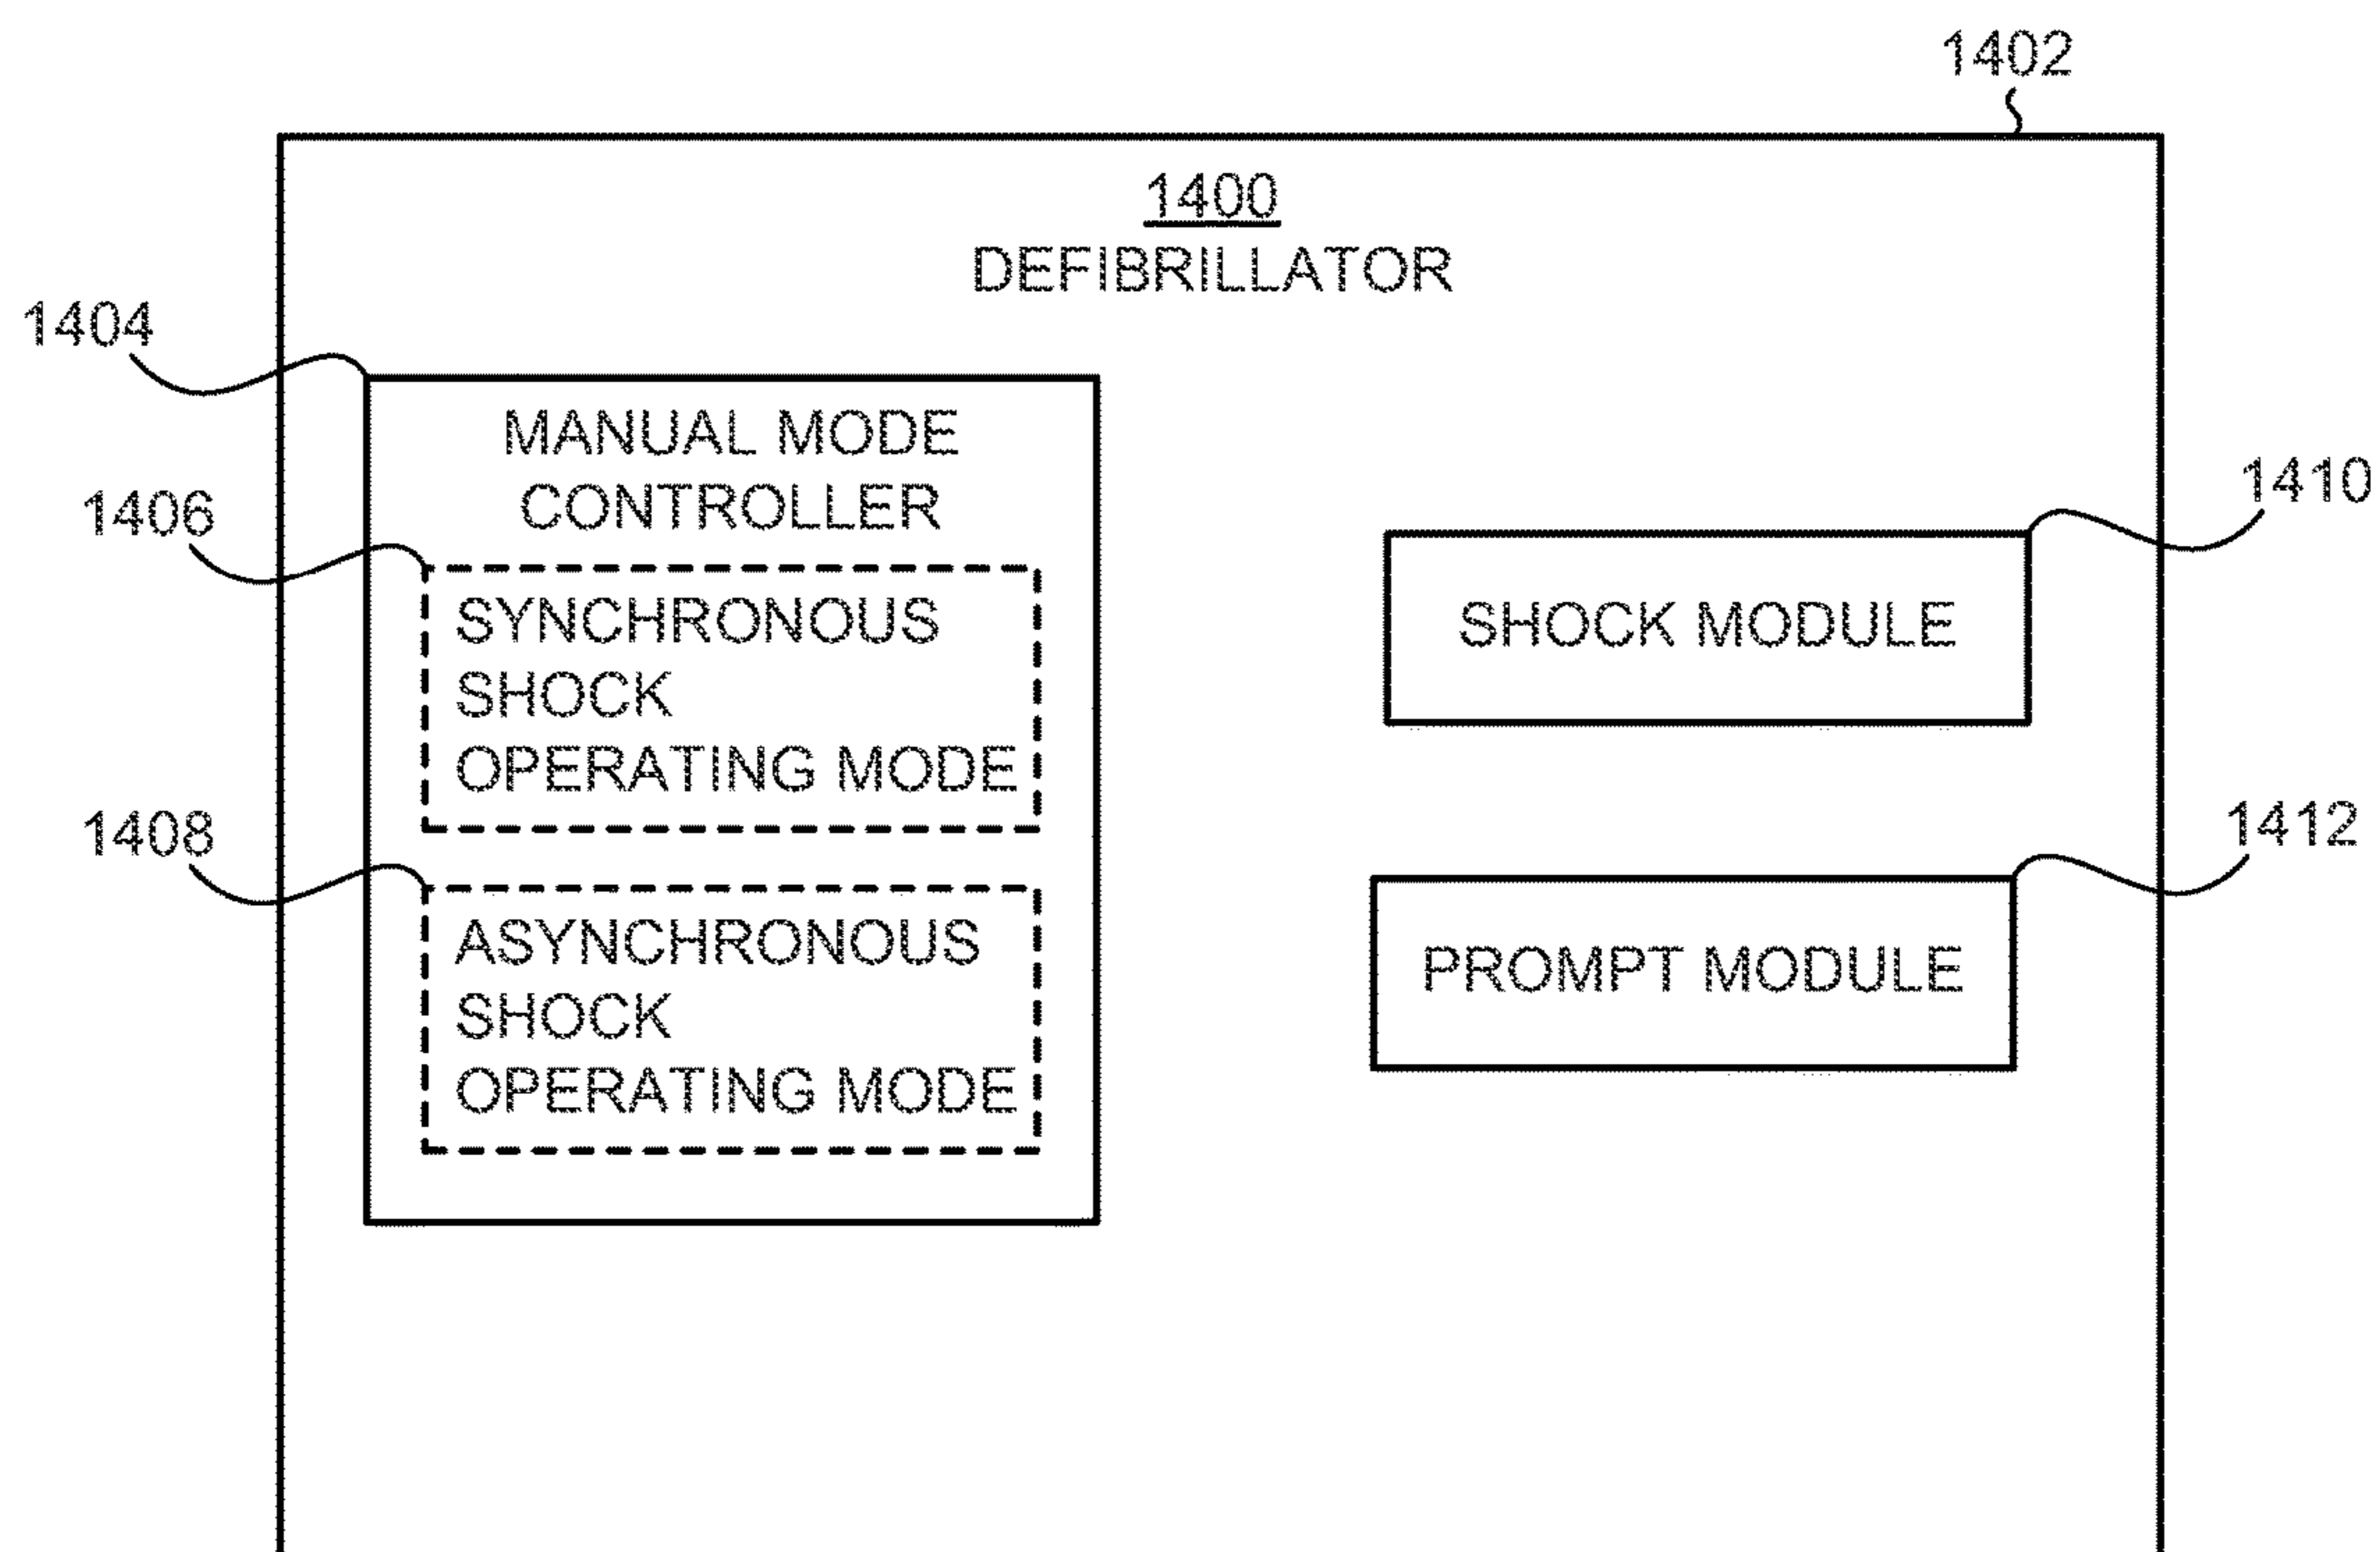 1402
1400
DEFIBRILLATOR
1404
MANUAL MODE
CONTROLLER
1406
SYNCHRONOUS
SHOCK
OPERATING MODE
1408
ASYNCHRONOUS
SHOCK
OPERATING MODE
1410
SHOCK MODULE
1412
PROMPT MODULE